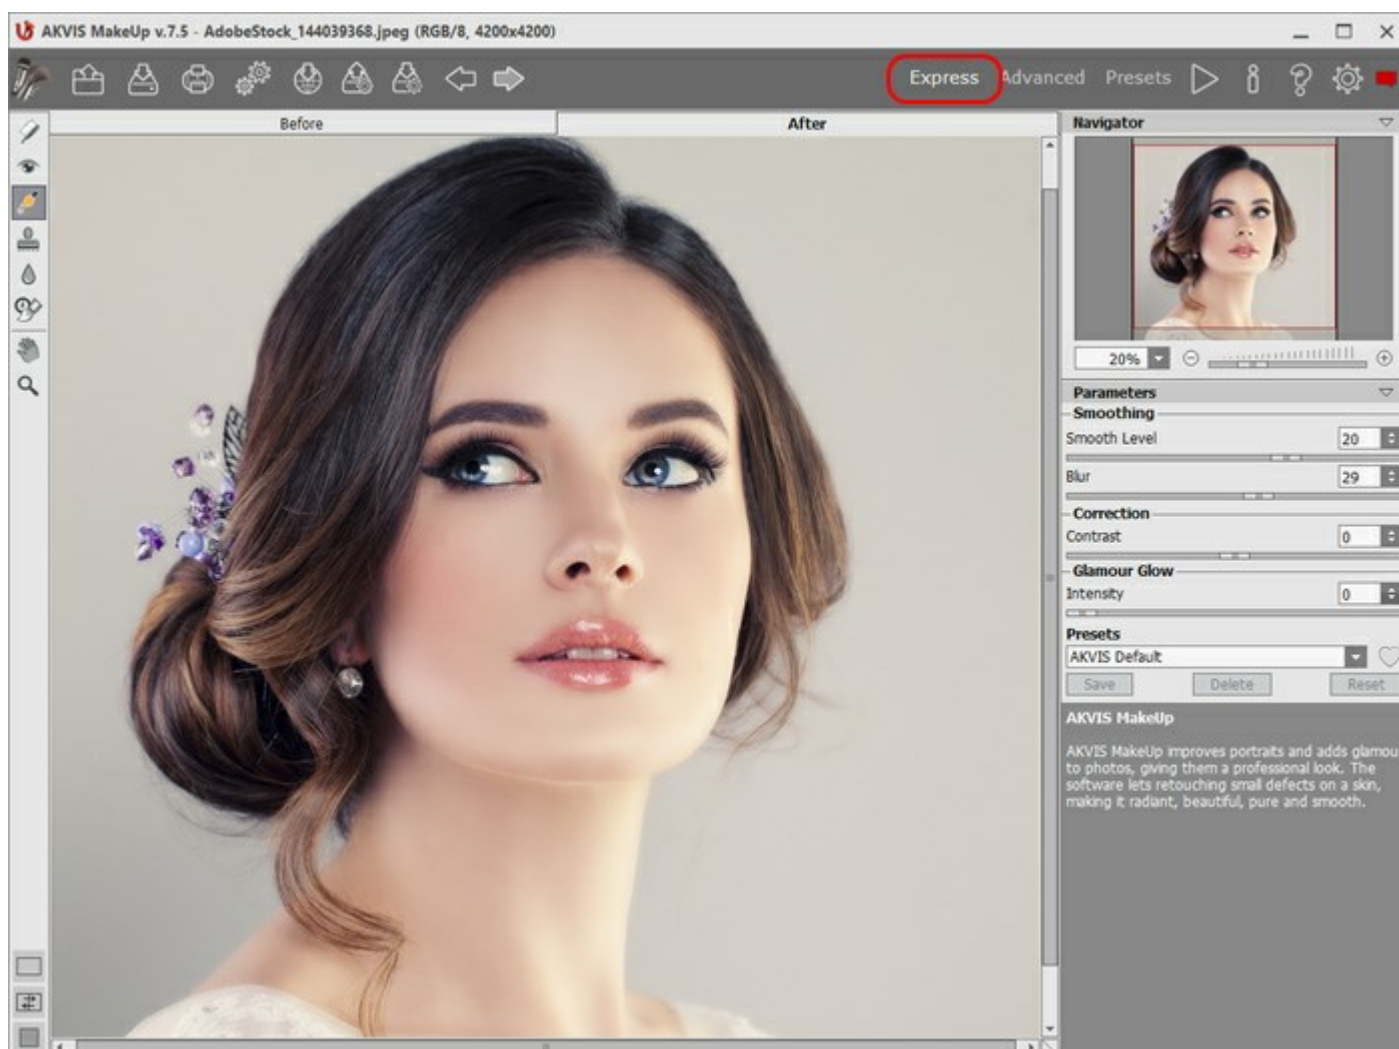 AKVIS MakeUp v.7.5 - AdobeStock_144039368.jpeg (RGB/8, 4200x4200)
Express Advanced Presets
Before After
Navigator
20%
Parameters
Smoothing
Smooth Level 20
Blur 29
Correction
Contrast 0
Glamour Glow
Intensity 0
Presets
AKVIS Default
Save Delete Reset
AKVIS MakeUp
AKVIS MakeUp improves portraits and adds glamou
to photos, giving them a professional look. The
software lets retouching small defects on a skin,
making it radiant, beautiful, pure and smooth.